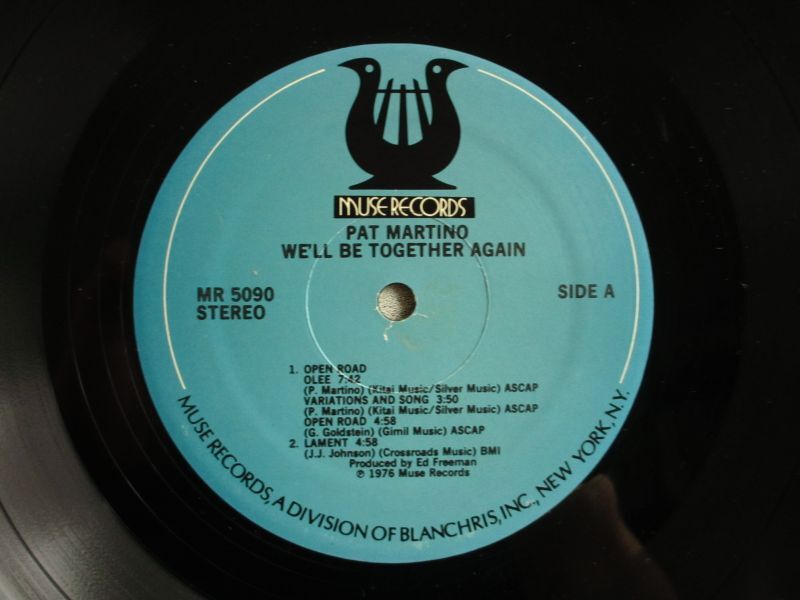 MUSE RECORDS
PAT MARTINO
WE'LL BE TOGETHER AGAIN
MR 5090
STEREO
SIDE A
1. OPEN ROAD
OLEE 7:42
(P. Martino) (Kitai Music/Silver Music) ASCAP
VARIATIONS AND SONG 3:50
(P. Martino) (Kitai Music/Silver Music) ASCAP
OPEN ROAD 4:58
(G. Goldstein) (Gimil Music) ASCAP
2. LAMENT 4:58
(J.J. Johnson) (Crossroads Music) BMI
Produced by Ed Freeman
℗ 1976 Muse Records
MUSE RECORDS, A DIVISION OF BLANCHRIS, INC., NEW YORK, N.Y.